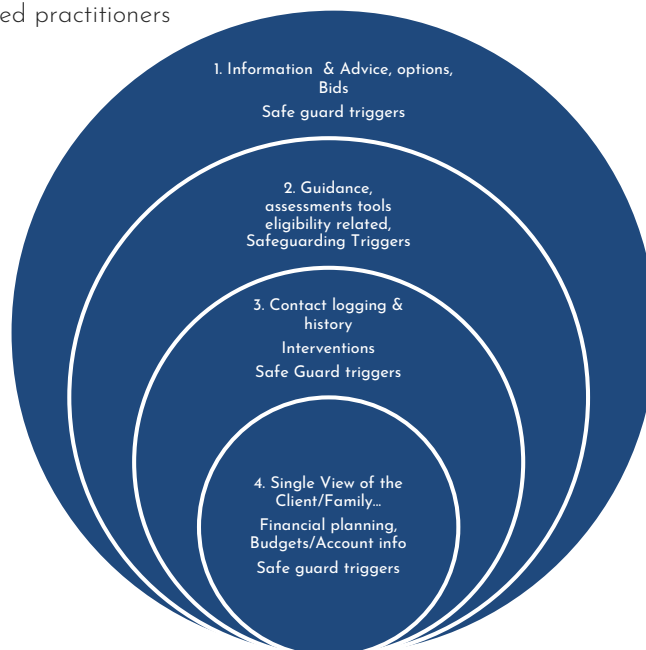 ed practitioners
1. Information & Advice, options,
Bids
Safe guard triggers
2. Guidance,
assessments tools
eligibility related,
Safeguarding Triggers
3. Contact logging &
history
Interventions
Safe Guard triggers
4. Single View of the
Client/Family...
Financial planning,
Budgets/Account info
Safe guard triggers